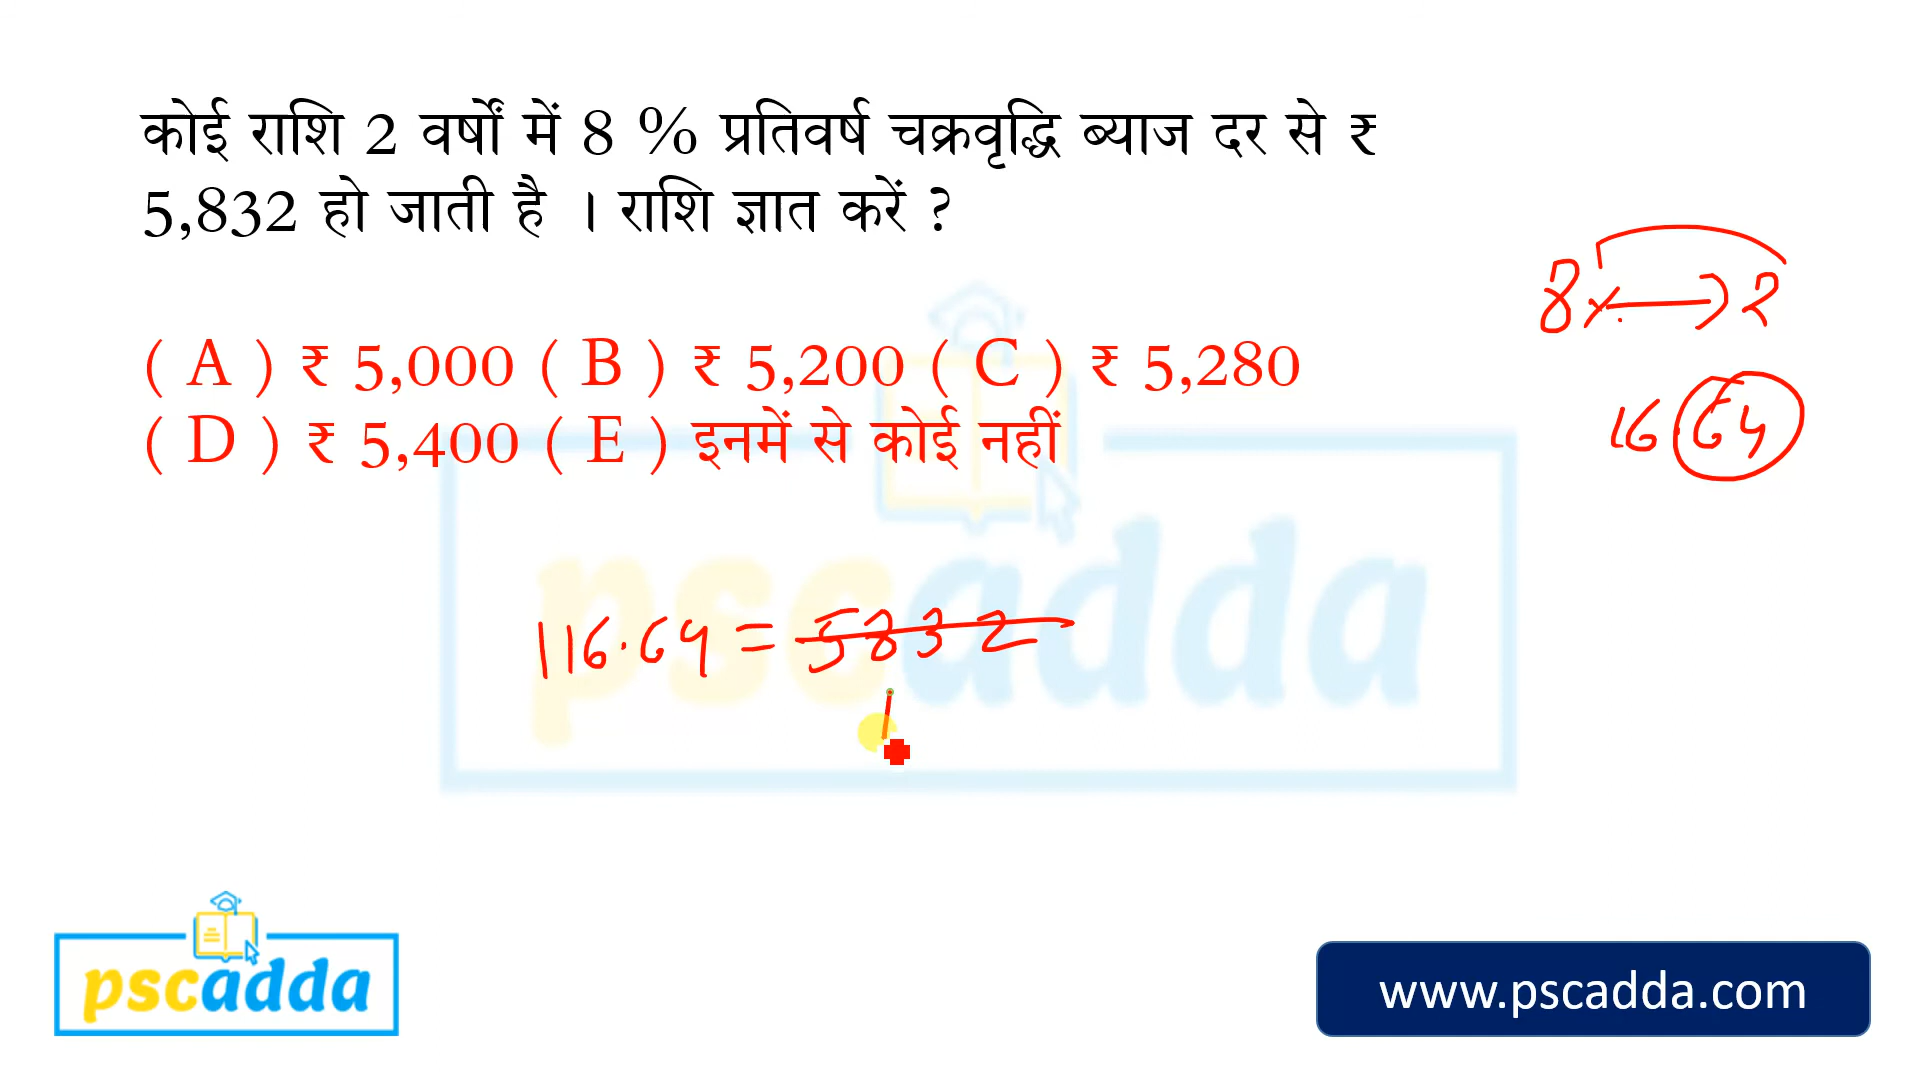 कोई राशि 2 वर्षों में 8 % प्रतिवर्ष चक्रवृद्धि ब्याज दर से ₹
5,832 हो जाती है । राशि ज्ञात करें ?
8 2
( A ) ₹ 5,000 ( B ) ₹ 5,200 ( C ) ₹ 5,280
( D ) ₹ 5,400 ( E ) इनमें से कोई नहीं
16.64
pscadda
116.64 = 5832
pscadda
www.pscadda.com